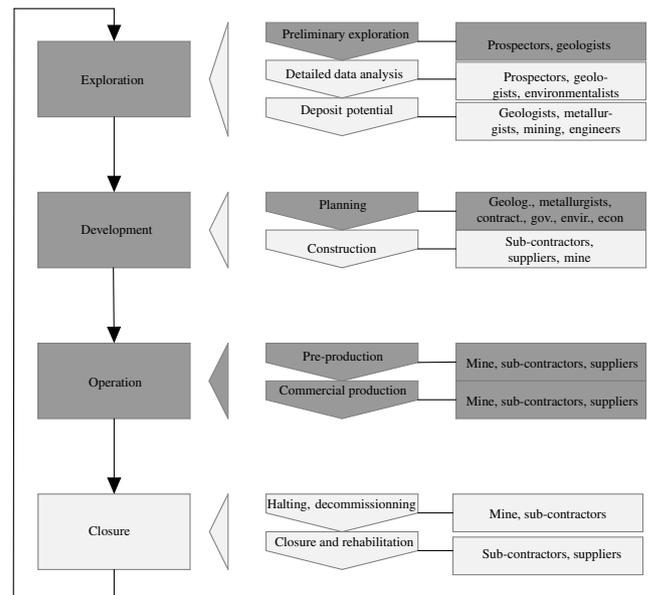 Exploration
Preliminary exploration
Prospectors, geologists
Detailed data analysis
Prospectors, geolo-
gists, environmentalists
Deposit potential
Geologists, metallur-
gists, mining, engineers
Development
Planning
Geolog., metallurgists,
contract., gov., envir., econ
Construction
Sub-contractors,
suppliers, mine
Operation
Pre-production
Mine, sub-contractors, suppliers
Commercial production
Mine, sub-contractors, suppliers
Closure
Halting, decommissionning
Mine, sub-contractors
Closure and rehabilitation
Sub-contractors, suppliers